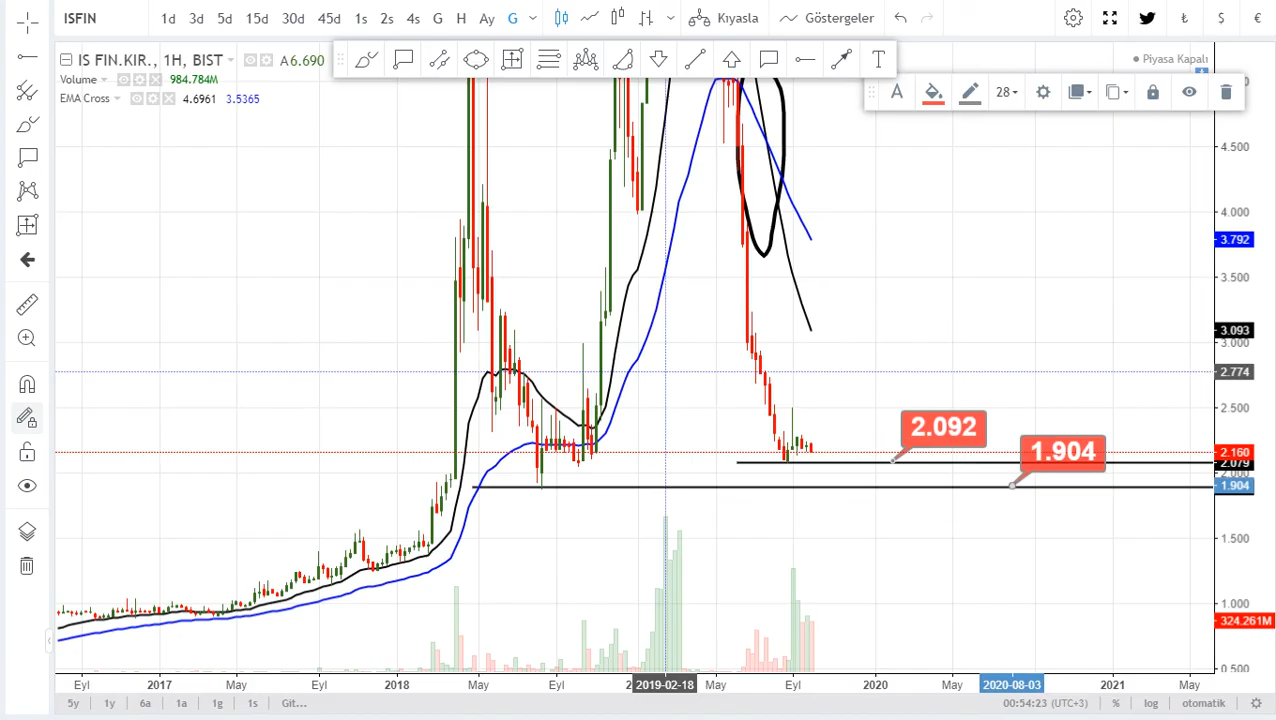 ISFIN
1d 3d 5d 15d 30d 45d 1s 2s 4s G H Ay G Kıyasla Göstergeler ₺ $ €
IS FIN.KIR., 1H, BIST A6.690
Volume 984.784M
EMA Cross 4.6961 3.5365
Piyasa Kapalı
A 28
4.500
4.000
3.792
3.500
3.093
3.000
2.774
2.500
2.092
1.904
2.160
2.079
2.000
1.904
1.500
1.000
324.261M
0.500
Eyl 2017 May Eyl 2018 May Eyl 2019-02-18 May Eyl 2020 May 2020-08-03 2021 May
5y 1y 6a 1a 1g 1s Git... 00:54:23 (UTC+3) % log otomatik